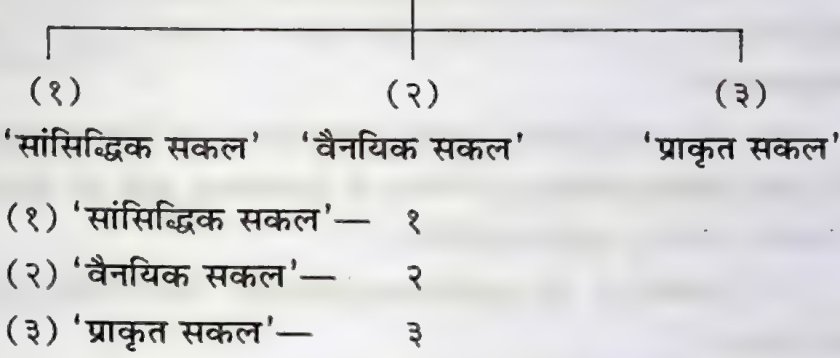 (१) (२) (३)
‘सांसिद्धिक सकल’ ‘वैनयिक सकल’ ‘प्राकृत सकल’
(१) ‘सांसिद्धिक सकल’— १
(२) ‘वैनयिक सकल’— २
(३) ‘प्राकृत सकल’— ३